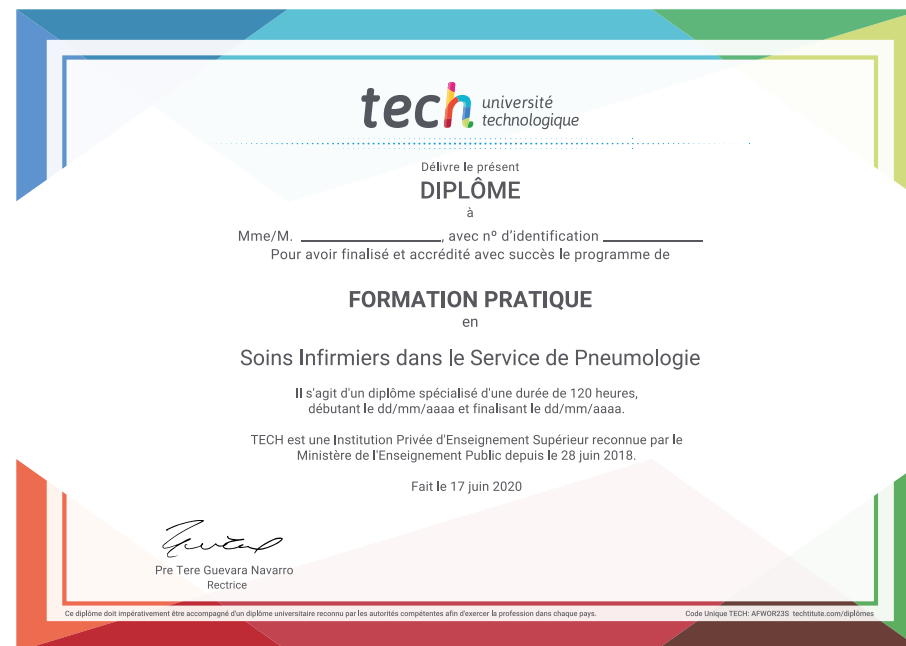 tech université
technologique
Délivre le présent
DIPLÔME
à
Mme/M. ____________________, avec nº d'identification ______________
Pour avoir finalisé et accrédité avec succès le programme de
FORMATION PRATIQUE
en
Soins Infirmiers dans le Service de Pneumologie
Il s'agit d'un diplôme spécialisé d'une durée de 120 heures,
débutant le dd/mm/aaaa et finalisant le dd/mm/aaaa.
TECH est une Institution Privée d'Enseignement Supérieur reconnue par le
Ministère de l'Enseignement Public depuis le 28 juin 2018.
Fait le 17 juin 2020
Pre Tere Guevara Navarro
Rectrice
Ce diplôme doit impérativement être accompagné d'un diplôme universitaire reconnu par les autorités compétentes afin d'exercer la profession dans chaque pays.
Code Unique TECH: AFWOR23S techtitute.com/diplômes